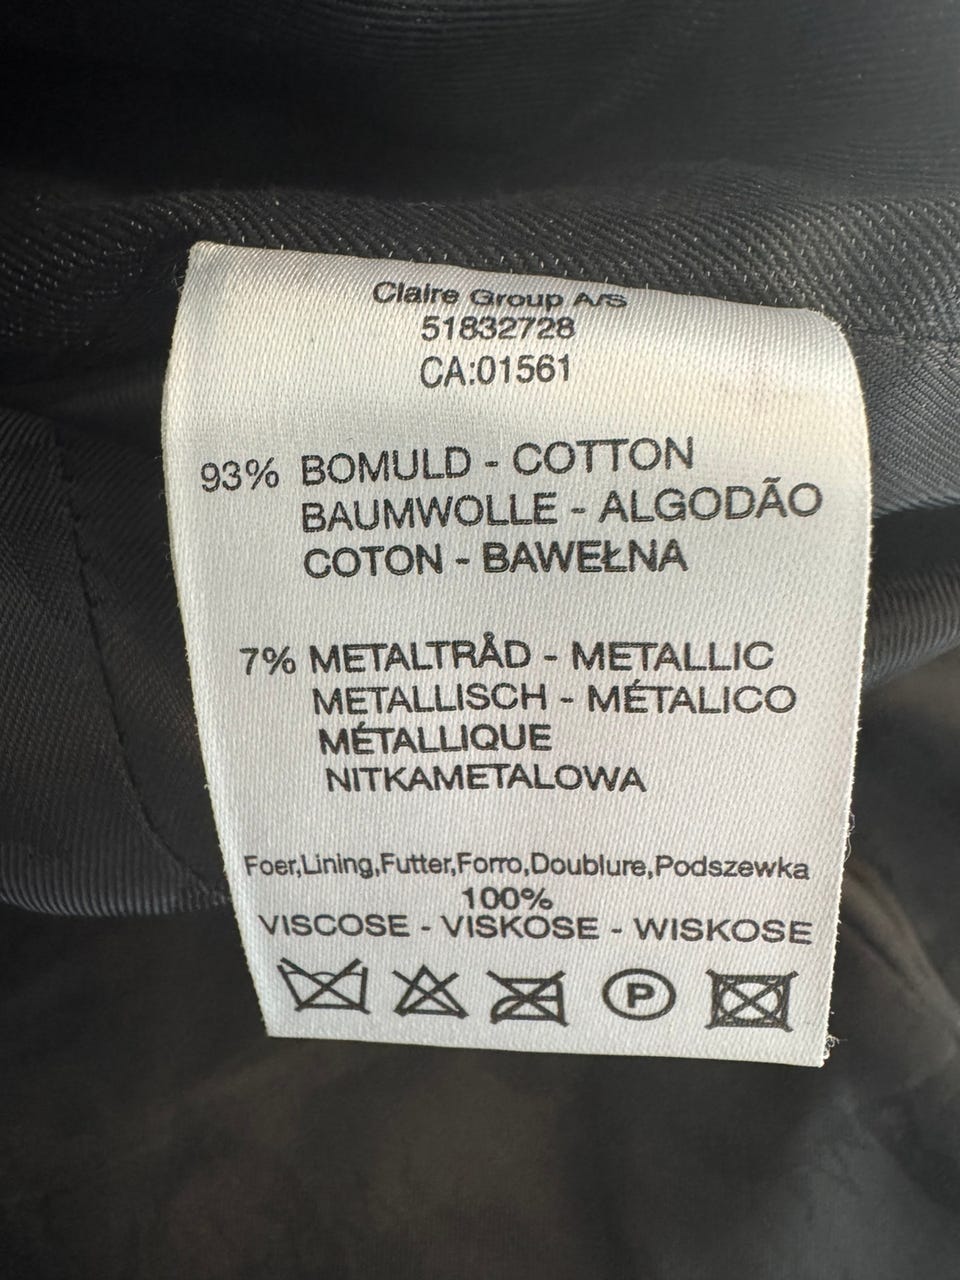 Claire Group A/S
51832728
CA:01561
93% BOMULD - COTTON
BAUMWOLLE - ALGODÃO
COTON - BAWEŁNA
7% METALTRÅD - METALLIC
METALLISCH - MÉTALICO
MÉTALLIQUE
NITKAMETALOWA
Foer,Lining,Futter,Forro,Doublure,Podszewka
100%
VISCOSE - VISKOSE - WISKOSE
P